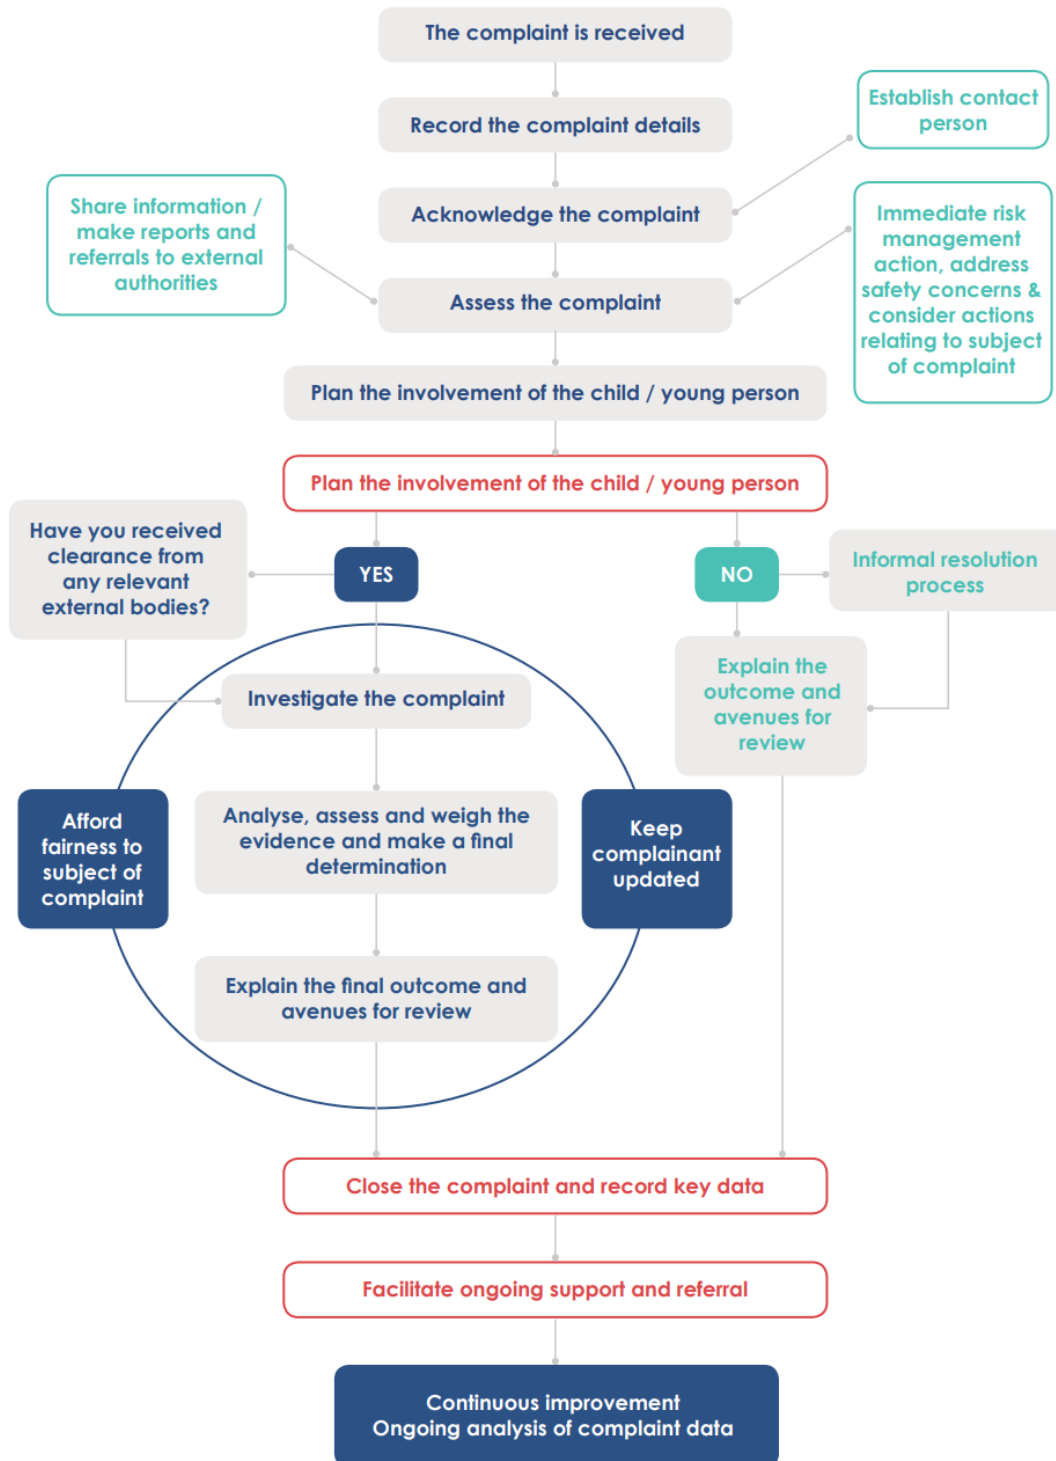 The complaint is received
Record the complaint details
Establish contact
person
Acknowledge the complaint
Share information /
make reports and
referrals to external
authorities
Immediate risk
management
action, address
safety concerns &
consider actions
relating to subject
of complaint
Assess the complaint
Plan the involvement of the child / young person
Plan the involvement of the child / young person
Have you received
clearance from
any relevant
external bodies?
YES
NO
Informal resolution
process
Investigate the complaint
Explain the
outcome and
avenues for
review
Afford
fairness to
subject of
complaint
Analyse, assess and weigh the
evidence and make a final
determination
Keep
complainant
updated
Explain the final outcome and
avenues for review
Close the complaint and record key data
Facilitate ongoing support and referral
Continuous improvement
Ongoing analysis of complaint data